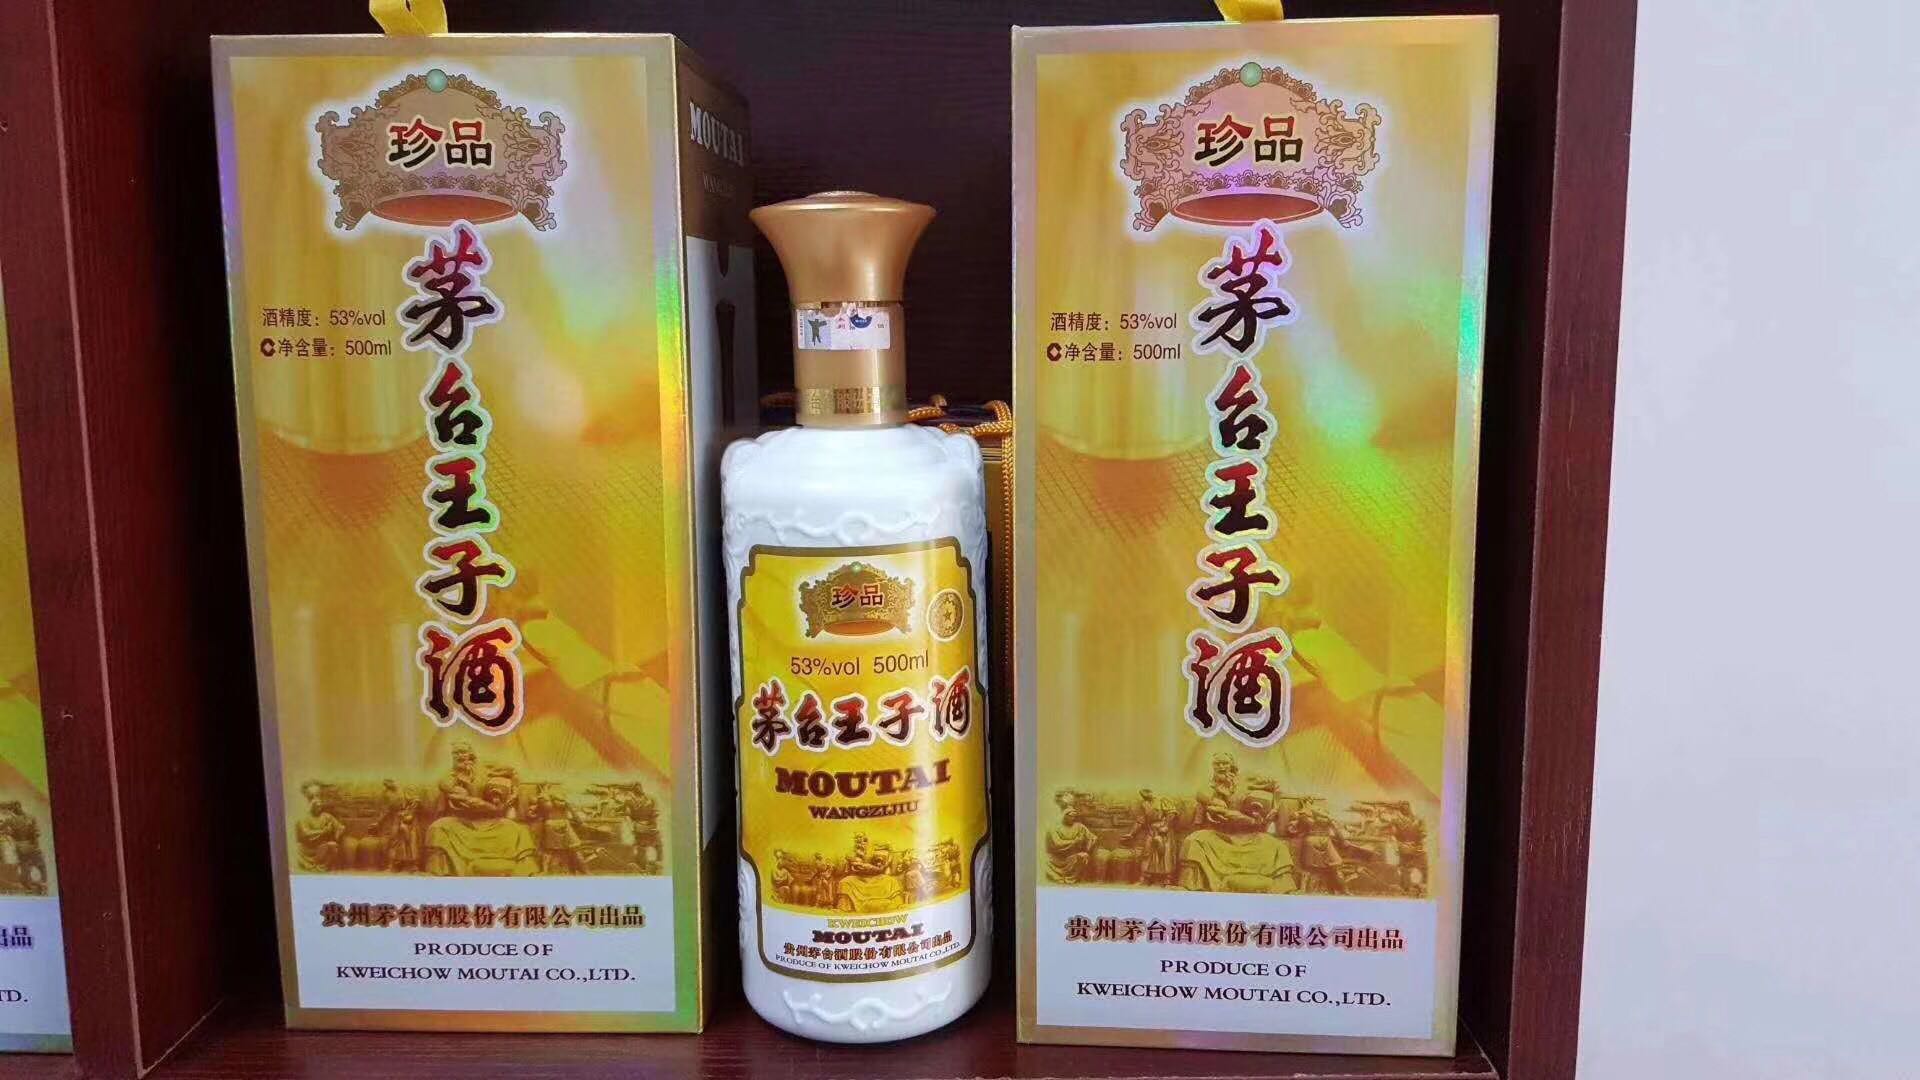 珍品
茅台王子酒
酒精度：53%vol
净含量：500ml
贵州茅台酒股份有限公司出品
PRODUCE OF
KWEICHOW MOUTAI CO.,LTD.
MOUTAI
珍品
53%vol 500ml
茅台王子酒
MOUTAI
WANGZIJIU
KWEICHOW
MOUTAI
贵州茅台酒股份有限公司出品
PRODUCE OF KWEICHOW MOUTAI CO.,LTD.
珍品
茅台王子酒
酒精度：53%vol
净含量：500ml
贵州茅台酒股份有限公司出品
PRODUCE OF
KWEICHOW MOUTAI CO.,LTD.
出品
TD.